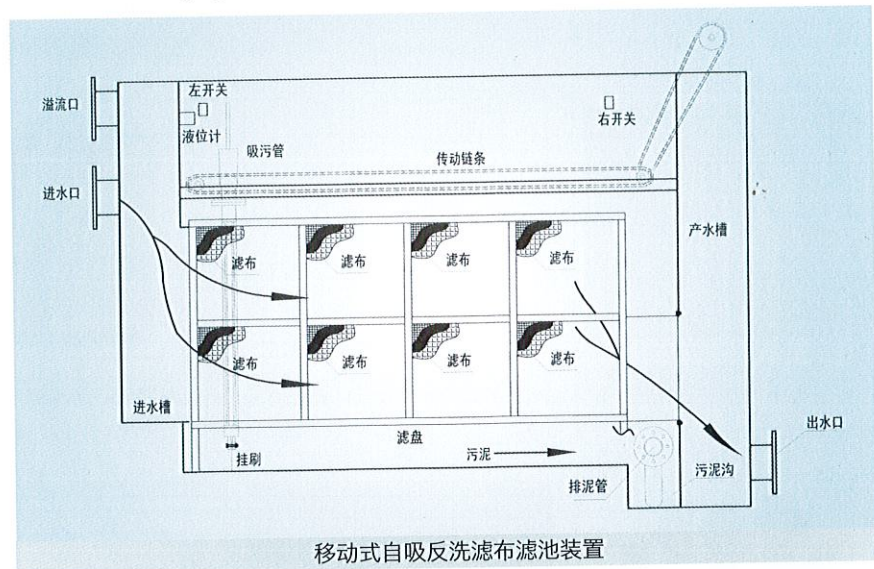 左开关
溢流口
液位计
右开关
吸污管
传动链条
进水口
产水槽
滤布
滤布
滤布
滤布
滤布
滤布
滤布
滤布
进水槽
滤盘
出水口
挂刷
污泥
污泥沟
排泥管
移动式自吸反洗滤布滤池装置